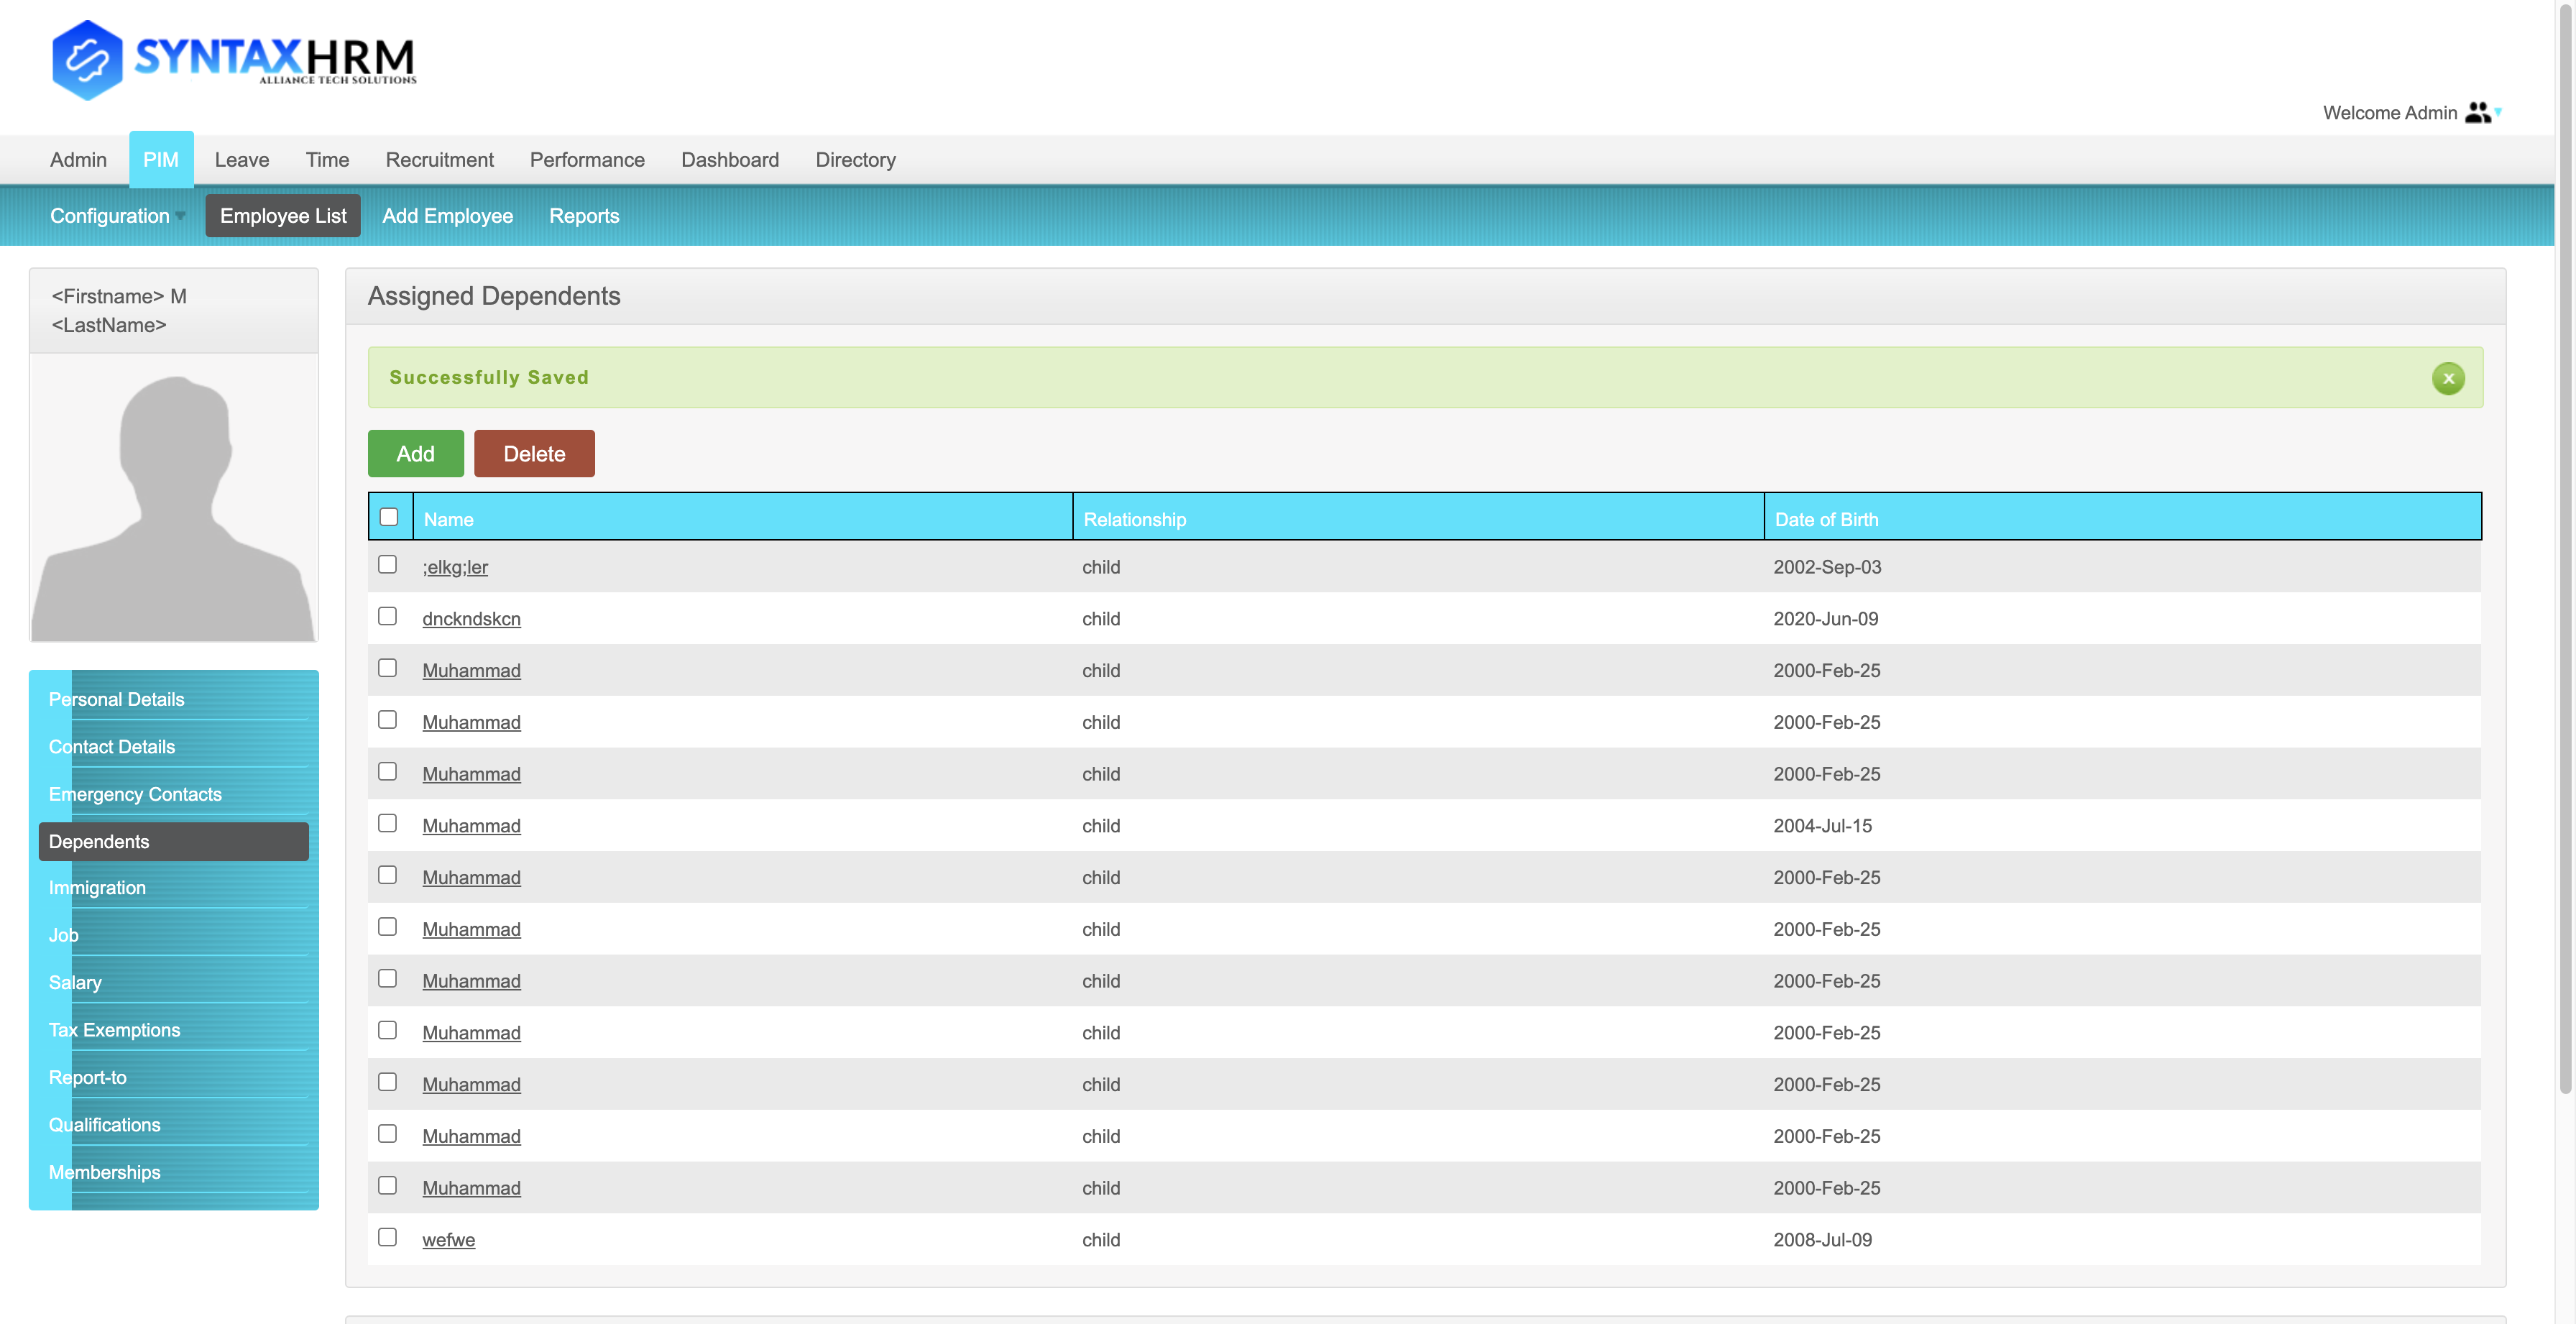 SYNTAXHRM
ALLIANCE TECH SOLUTIONS
Welcome Admin
Admin PIM Leave Time Recruitment Performance Dashboard Directory
Configuration Employee List Add Employee Reports
<Firstname> M
<LastName>
Personal Details
Contact Details
Emergency Contacts
Dependents
Immigration
Job
Salary
Tax Exemptions
Report-to
Qualifications
Memberships
Assigned Dependents
Successfully Saved x
Add Delete
Name Relationship Date of Birth
;elkg;ler child 2002-Sep-03
dnckndskcn child 2020-Jun-09
Muhammad child 2000-Feb-25
Muhammad child 2000-Feb-25
Muhammad child 2000-Feb-25
Muhammad child 2004-Jul-15
Muhammad child 2000-Feb-25
Muhammad child 2000-Feb-25
Muhammad child 2000-Feb-25
Muhammad child 2000-Feb-25
Muhammad child 2000-Feb-25
Muhammad child 2000-Feb-25
Muhammad child 2000-Feb-25
wefwe child 2008-Jul-09